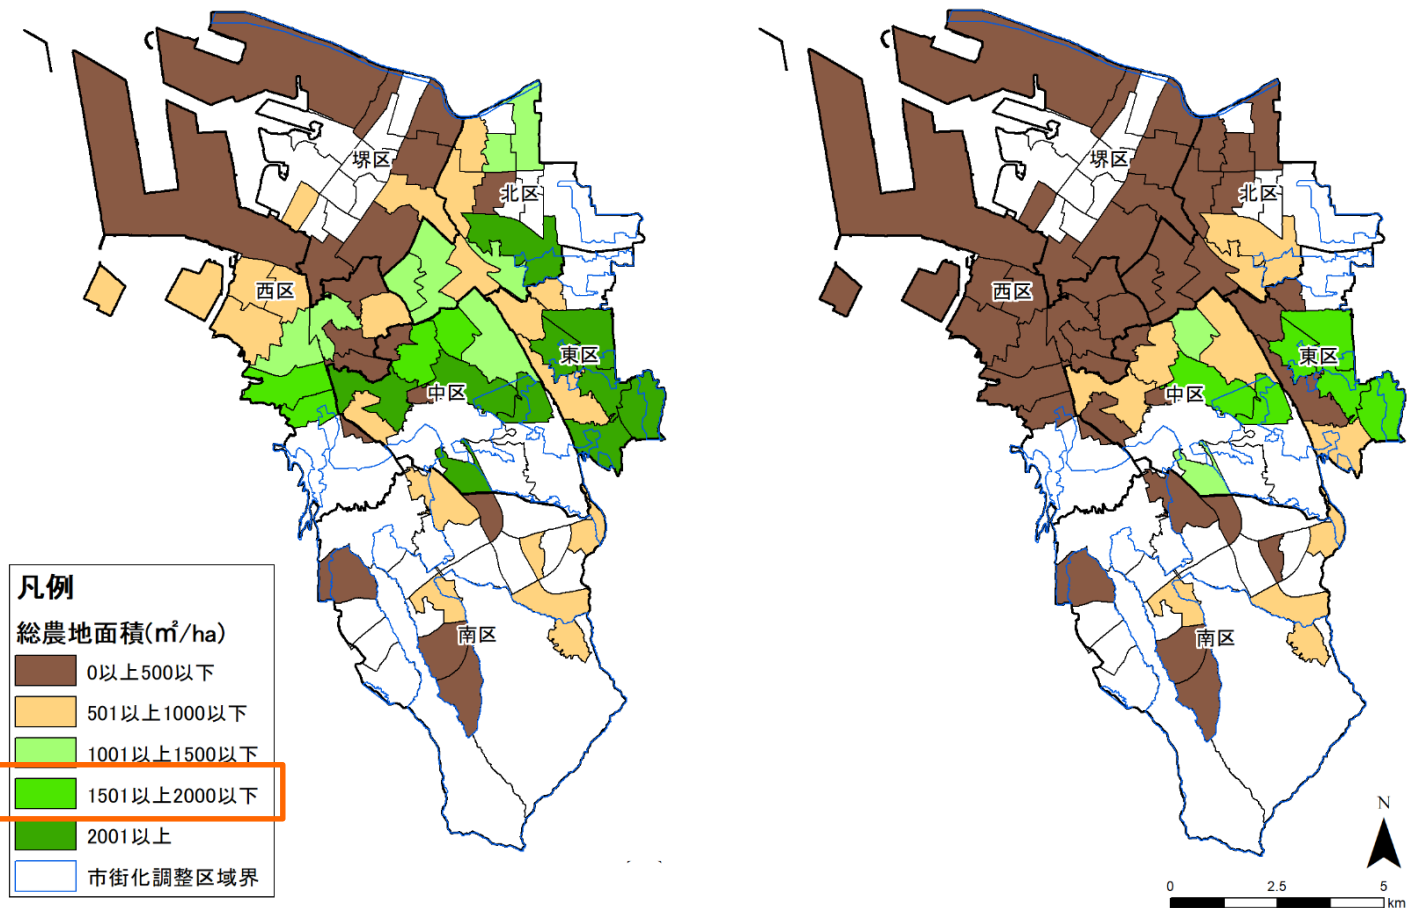 堺区
北区
西区
東区
中区
南区
堺区
北区
西区
東区
中区
南区
凡例
総農地面積(㎡/ha)
0以上500以下
501以上1000以下
1001以上1500以下
1501以上2000以下
2001以上
市街化調整区域界
N
0 2.5 5
km